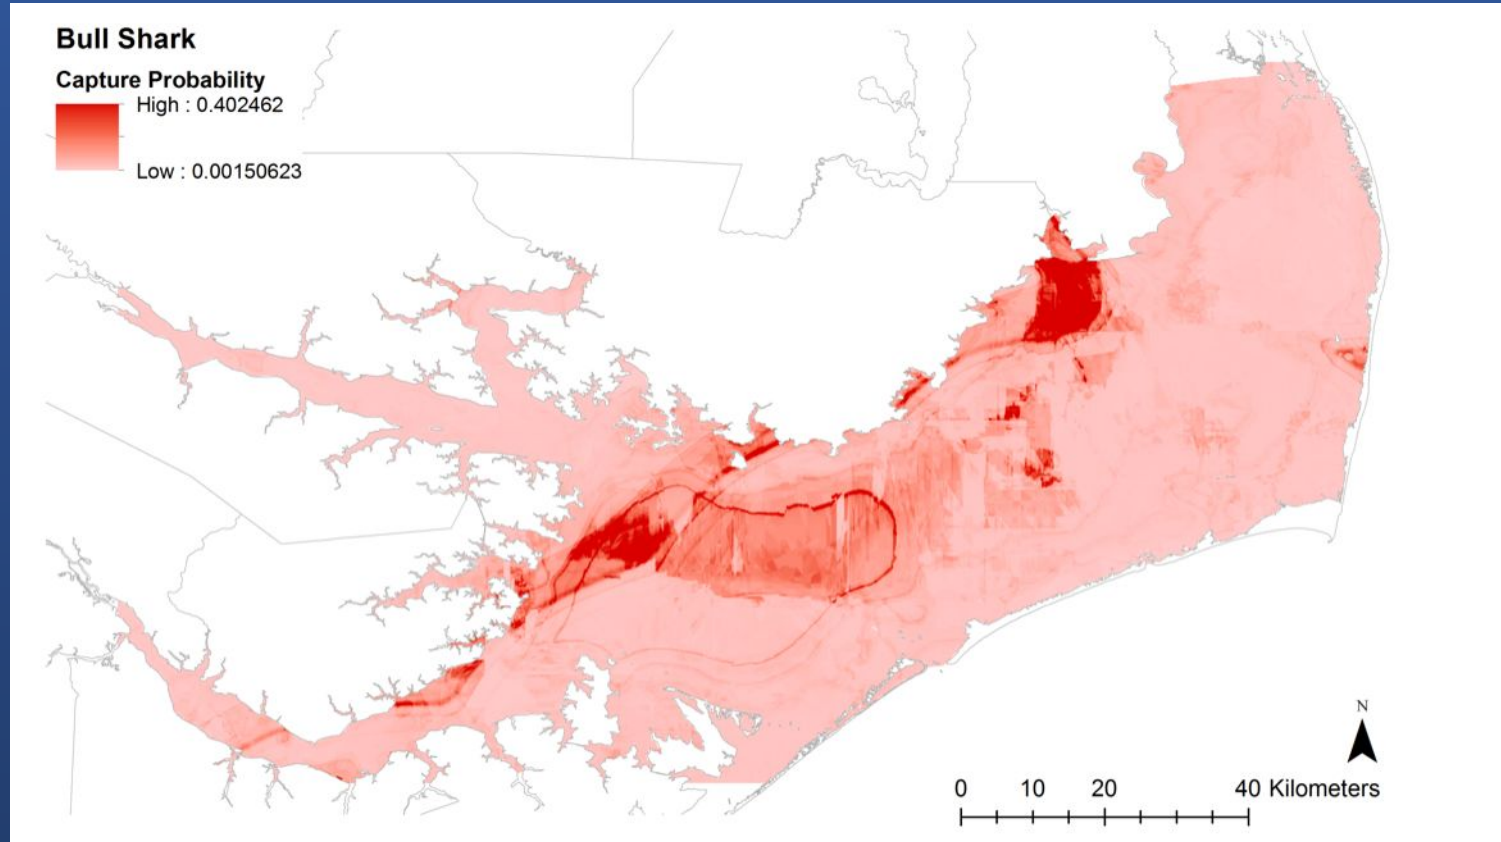 Bull Shark
Capture Probability
High : 0.402462
Low : 0.00150623
N
0 10 20 40 Kilometers